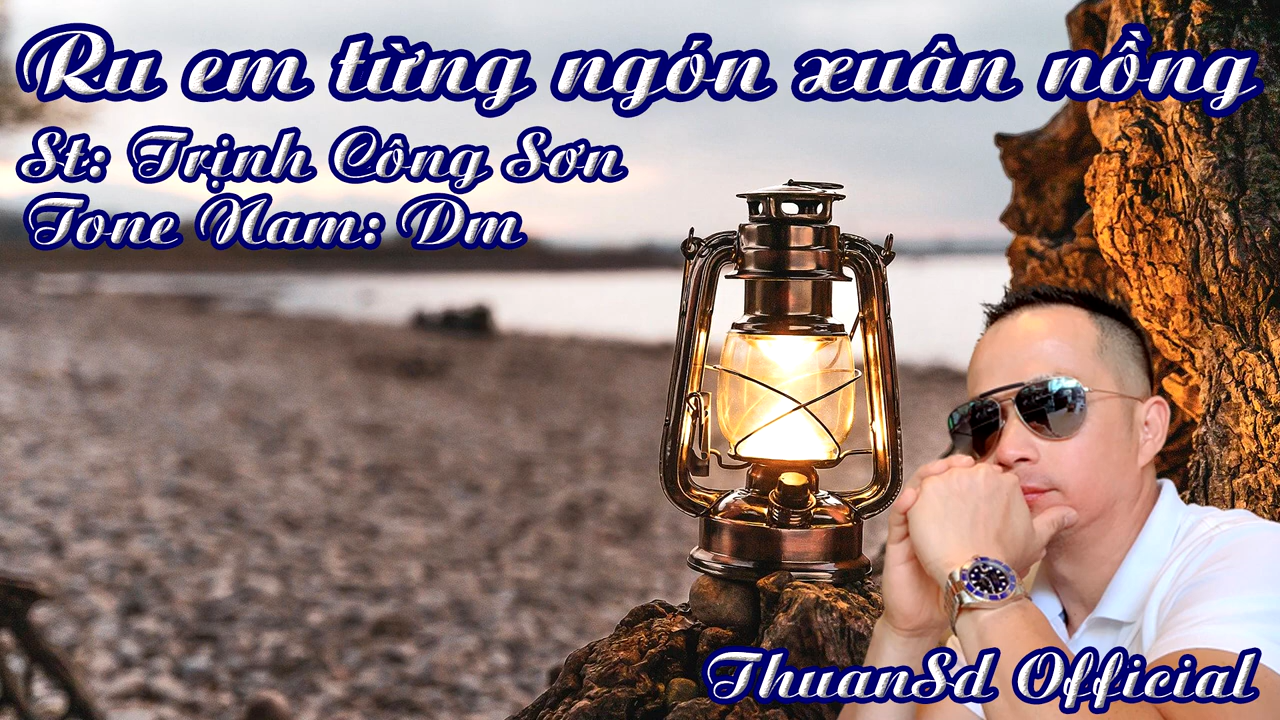 Ru em từng ngón xuân nồng
St: Trịnh Công Sơn
Tone Nam: Dm
ThuanSd Official